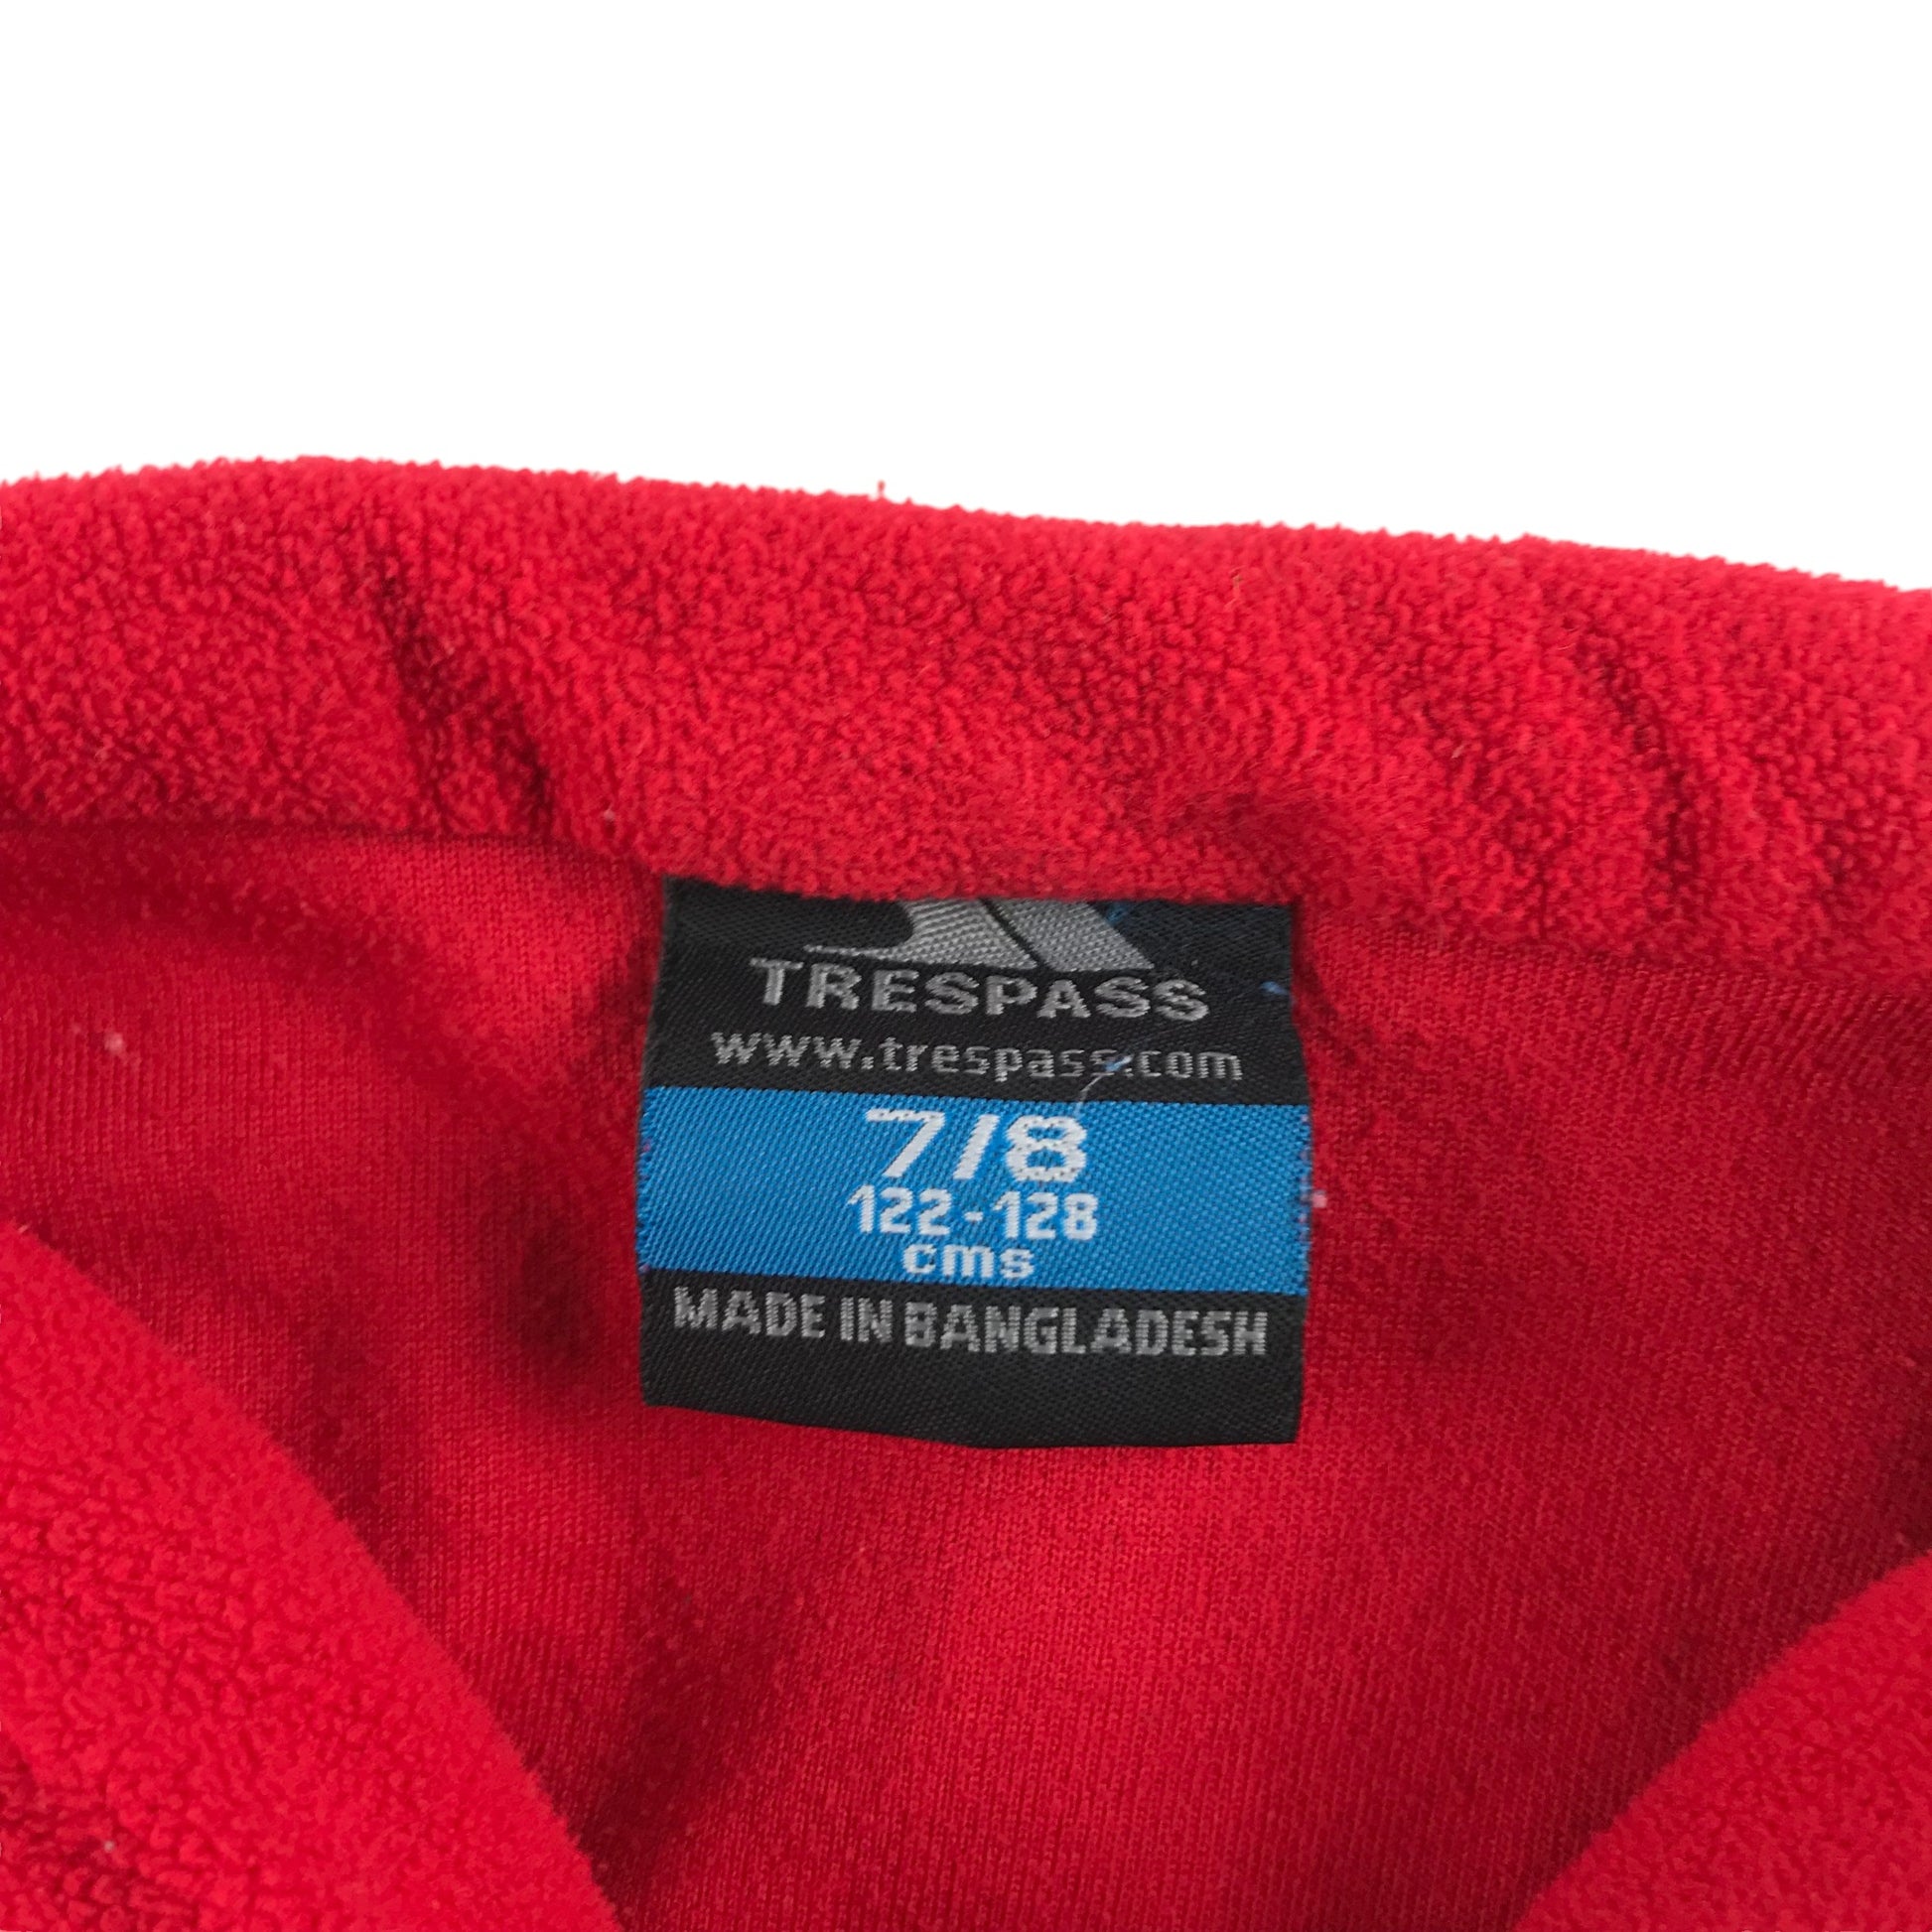 TRESPASS
www.trespass.com
7/8
122-128
cms
MADE IN BANGLADESH